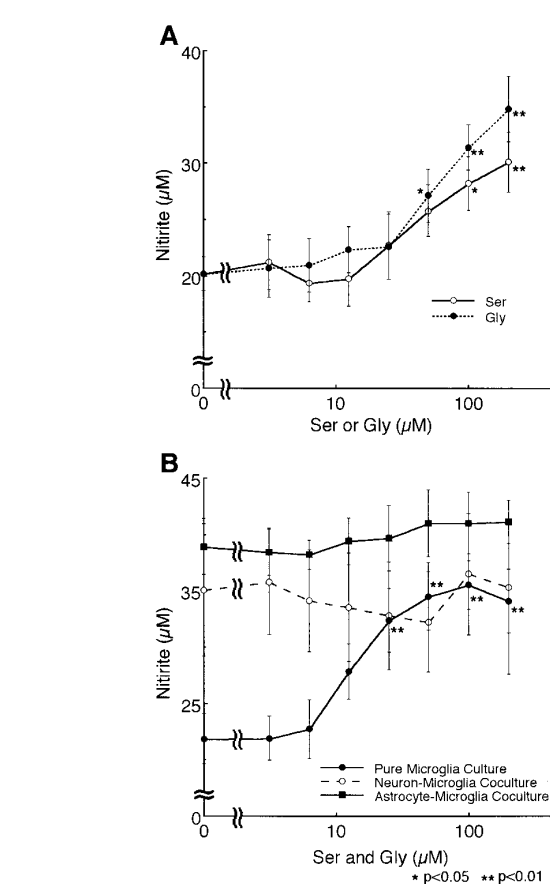 A
40
30
20
0
Nitirite (µM)
* **
**
*
**
Ser
Gly
0 10 100
Ser or Gly (µM)
B
45
35
25
0
Nitirite (µM)
**
**
**
**
Pure Microglia Culture
Neuron-Microglia Coculture
Astrocyte-Microglia Coculture
0 10 100
Ser and Gly (µM)
* p<0.05 ** p<0.01